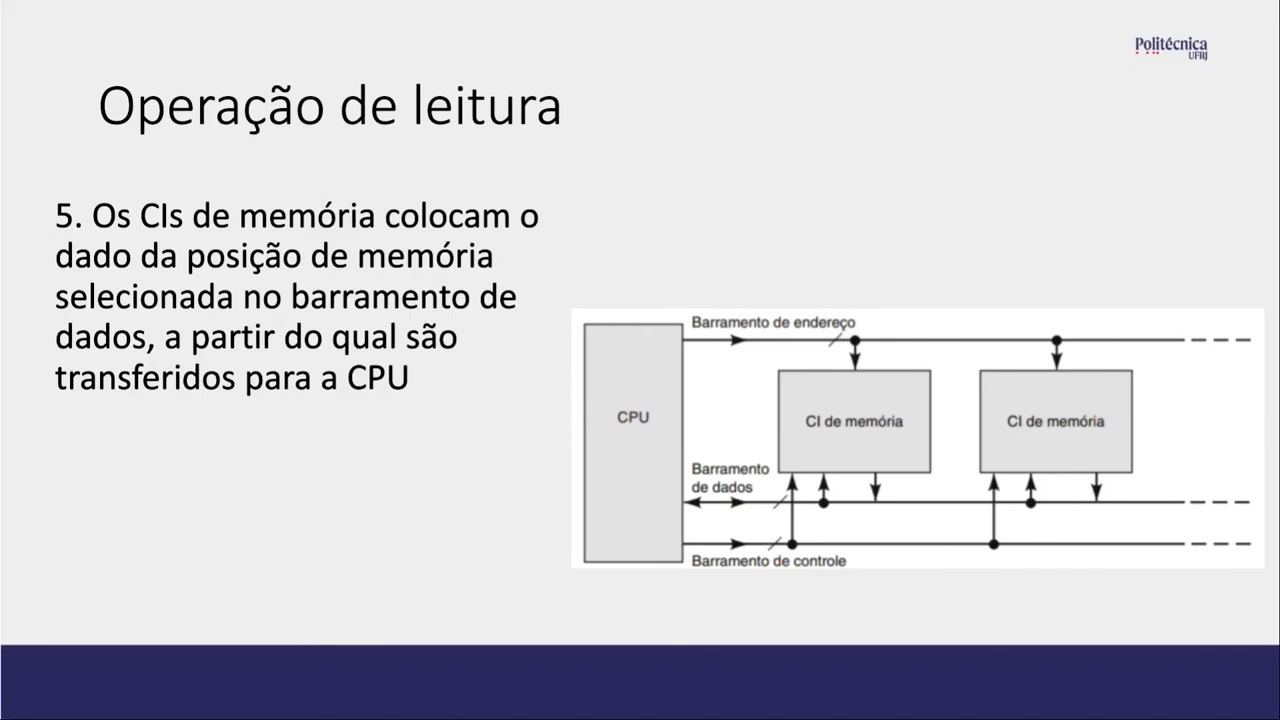 Politécnica
UFRJ
Operação de leitura
5. Os CIs de memória colocam o
dado da posição de memória
selecionada no barramento de
dados, a partir do qual são
transferidos para a CPU
Barramento de endereço
CPU
CI de memória
CI de memória
Barramento
de dados
Barramento de controle